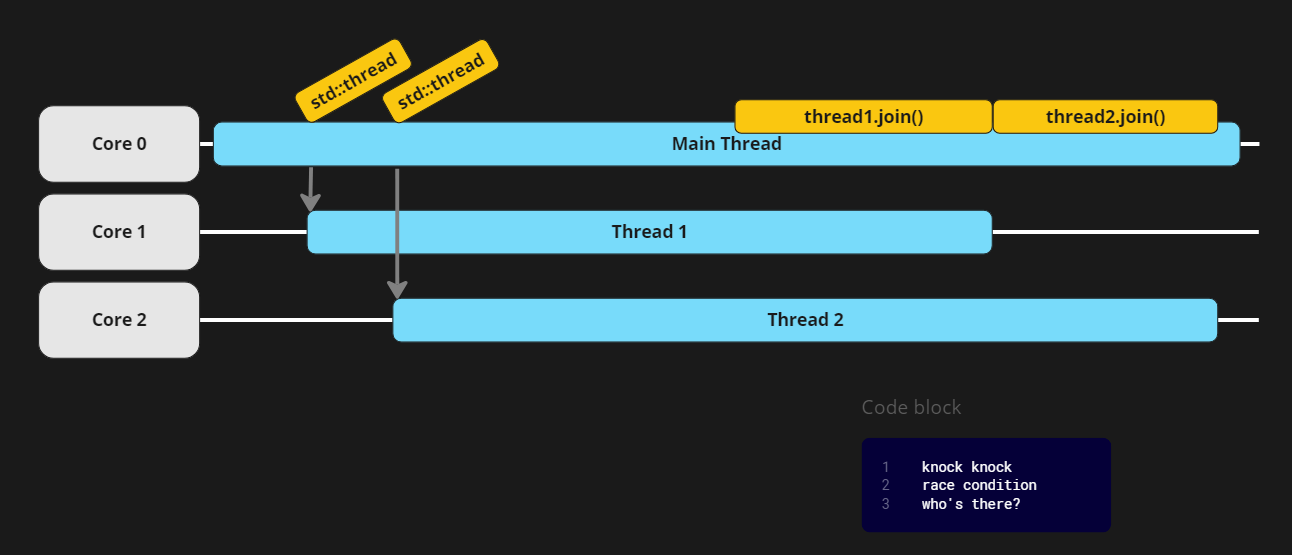 std::thread
std::thread
thread1.join()
thread2.join()
Core 0
Main Thread
Core 1
Thread 1
Core 2
Thread 2
Code block
1 knock knock
2 race condition
3 who's there?